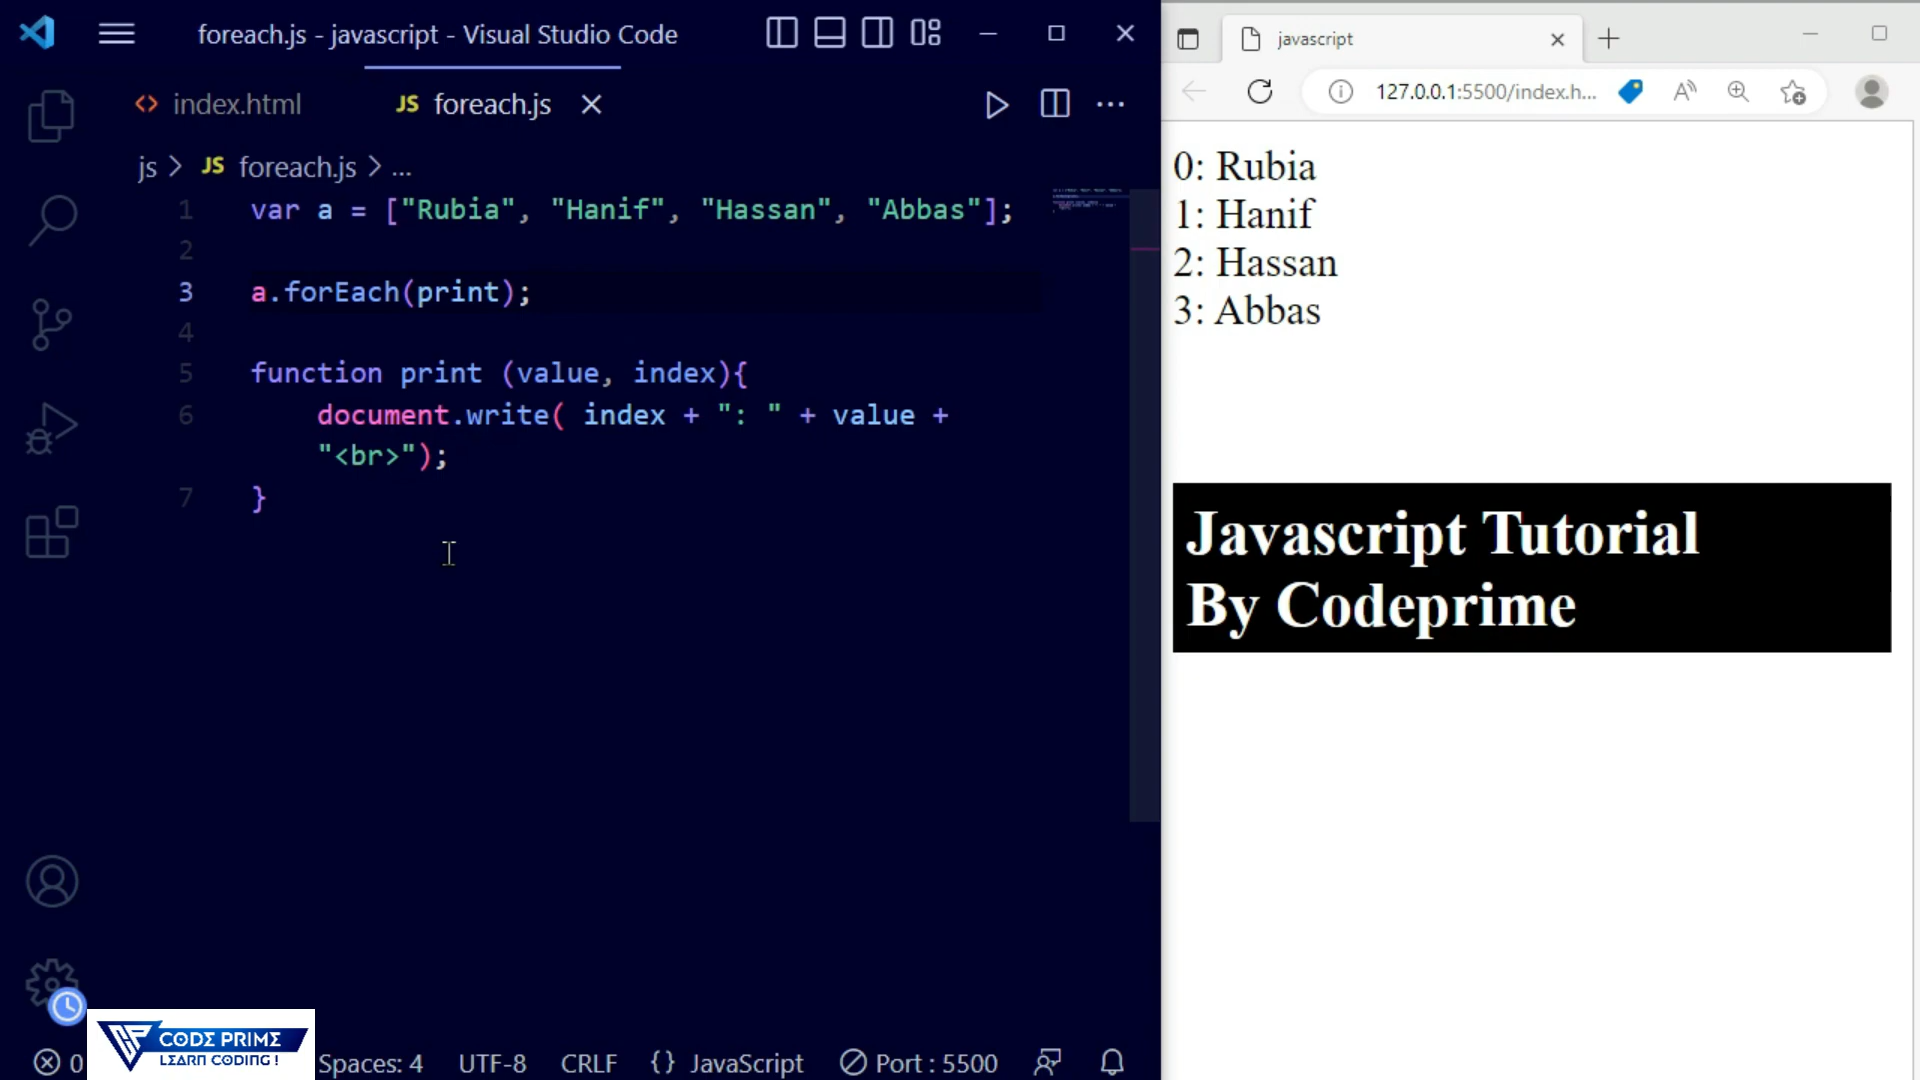 foreach.js - javascript - Visual Studio Code
index.html
JS foreach.js
js > JS foreach.js > ...
1 var a = ["Rubia", "Hanif", "Hassan", "Abbas"];
2
3 a.forEach(print);
4
5 function print (value, index){
6 document.write( index + ": " + value +
"<br>");
7 }
CODE PRIME
LEARN CODING !
0
Spaces: 4
UTF-8
CRLF
{} JavaScript
Port : 5500
javascript
127.0.0.1:5500/index.h...
0: Rubia
1: Hanif
2: Hassan
3: Abbas
Javascript Tutorial
By Codeprime